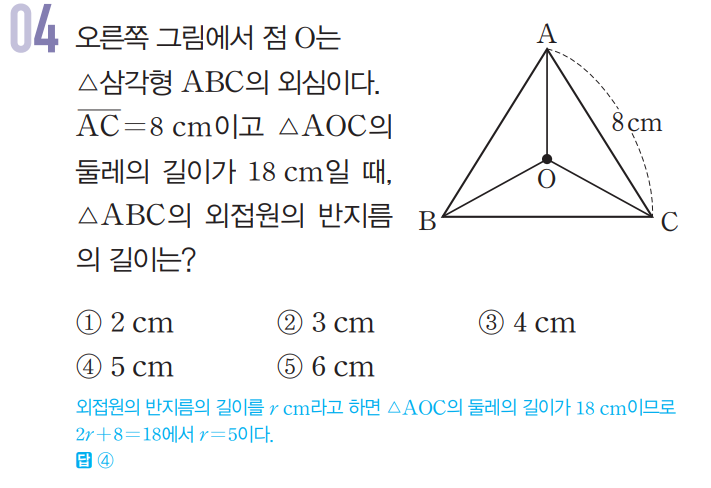 04
오른쪽 그림에서 점 O는
△삼각형 ABC의 외심이다.
AC=8 cm이고 △AOC의
둘레의 길이가 18 cm일 때,
△ABC의 외접원의 반지름
의 길이는?
A
8 cm
O
B
C
① 2 cm ② 3 cm ③ 4 cm
④ 5 cm ⑤ 6 cm
외접원의 반지름의 길이를 r cm라고 하면 △AOC의 둘레의 길이가 18 cm이므로
2r+8=18에서 r=5이다.
답 ④